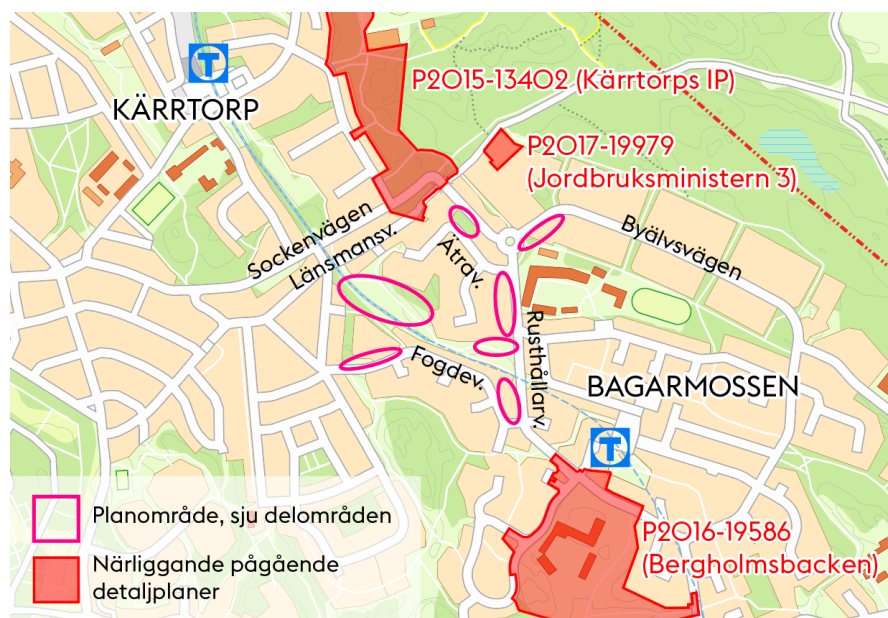 T
KÄRRTORP
P2015-13402 (Kärrtorps IP)
P2017-19979
(Jordbruksministern 3)
Sockenvägen
Länsmansv.
Ätrav.
Byälvsvägen
Rusthållarv.
Fogdev.
BAGARMOSSEN
T
P2016-19586
(Bergholmsbacken)
Planområde, sju delområden
Närliggande pågående
detaljplaner